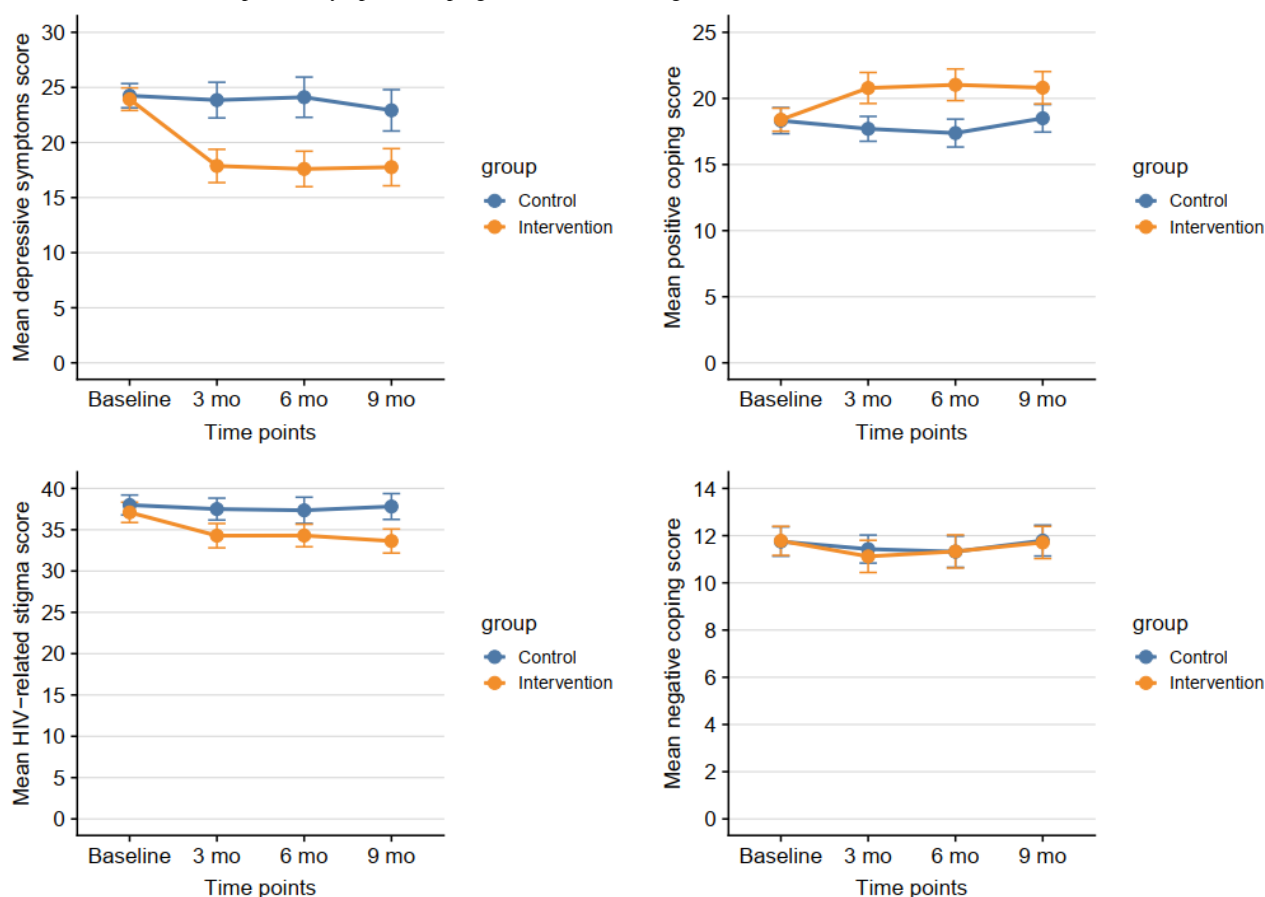 Mean depressive symptoms score
30
25
20
15
10
5
0
Baseline 3 mo 6 mo 9 mo
Time points
group
Control
Intervention
Mean positive coping score
25
20
15
10
5
0
Baseline 3 mo 6 mo 9 mo
Time points
group
Control
Intervention
Mean HIV−related stigma score
40
35
30
25
20
15
10
5
0
Baseline 3 mo 6 mo 9 mo
Time points
group
Control
Intervention
Mean negative coping score
14
12
10
8
6
4
2
0
Baseline 3 mo 6 mo 9 mo
Time points
group
Control
Intervention